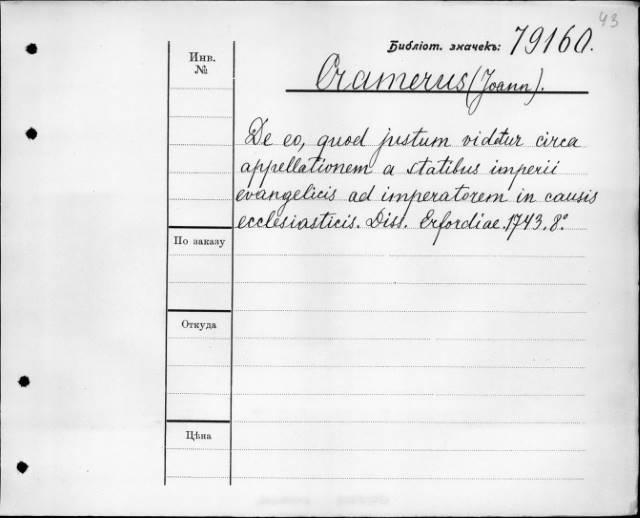 43
Библіот. значекъ: 79160.
Инв.
№
Cramerus (Joann).
De eo, quod justum videtur circa
appellationem a statibus imperii
evangelicis ad imperatorem in causis
ecclesiasticis. Diss. Erfordiae. 1743. 8.°
По заказу
Откуда
Цѣна